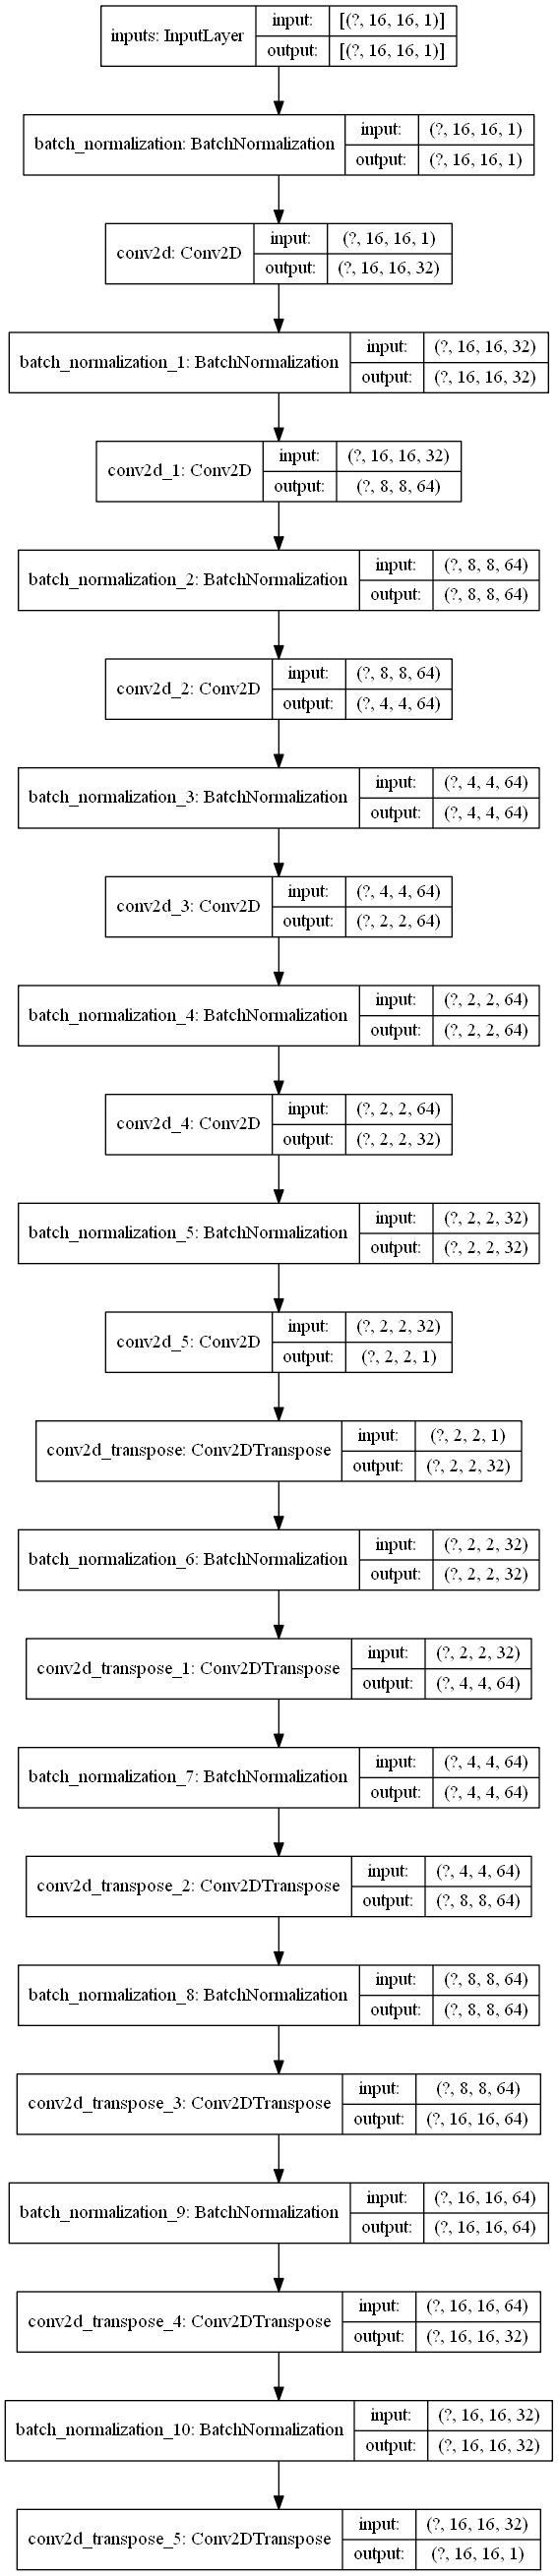 inputs: InputLayer
input: [(?, 16, 16, 1)]
output: [(?, 16, 16, 1)]
batch_normalization: BatchNormalization
input: (?, 16, 16, 1)
output: (?, 16, 16, 1)
conv2d: Conv2D
input: (?, 16, 16, 1)
output: (?, 16, 16, 32)
batch_normalization_1: BatchNormalization
input: (?, 16, 16, 32)
output: (?, 16, 16, 32)
conv2d_1: Conv2D
input: (?, 16, 16, 32)
output: (?, 8, 8, 64)
batch_normalization_2: BatchNormalization
input: (?, 8, 8, 64)
output: (?, 8, 8, 64)
conv2d_2: Conv2D
input: (?, 8, 8, 64)
output: (?, 4, 4, 64)
batch_normalization_3: BatchNormalization
input: (?, 4, 4, 64)
output: (?, 4, 4, 64)
conv2d_3: Conv2D
input: (?, 4, 4, 64)
output: (?, 2, 2, 64)
batch_normalization_4: BatchNormalization
input: (?, 2, 2, 64)
output: (?, 2, 2, 64)
conv2d_4: Conv2D
input: (?, 2, 2, 64)
output: (?, 2, 2, 32)
batch_normalization_5: BatchNormalization
input: (?, 2, 2, 32)
output: (?, 2, 2, 32)
conv2d_5: Conv2D
input: (?, 2, 2, 32)
output: (?, 2, 2, 1)
conv2d_transpose: Conv2DTranspose
input: (?, 2, 2, 1)
output: (?, 2, 2, 32)
batch_normalization_6: BatchNormalization
input: (?, 2, 2, 32)
output: (?, 2, 2, 32)
conv2d_transpose_1: Conv2DTranspose
input: (?, 2, 2, 32)
output: (?, 4, 4, 64)
batch_normalization_7: BatchNormalization
input: (?, 4, 4, 64)
output: (?, 4, 4, 64)
conv2d_transpose_2: Conv2DTranspose
input: (?, 4, 4, 64)
output: (?, 8, 8, 64)
batch_normalization_8: BatchNormalization
input: (?, 8, 8, 64)
output: (?, 8, 8, 64)
conv2d_transpose_3: Conv2DTranspose
input: (?, 8, 8, 64)
output: (?, 16, 16, 64)
batch_normalization_9: BatchNormalization
input: (?, 16, 16, 64)
output: (?, 16, 16, 64)
conv2d_transpose_4: Conv2DTranspose
input: (?, 16, 16, 64)
output: (?, 16, 16, 32)
batch_normalization_10: BatchNormalization
input: (?, 16, 16, 32)
output: (?, 16, 16, 32)
conv2d_transpose_5: Conv2DTranspose
input: (?, 16, 16, 32)
output: (?, 16, 16, 1)